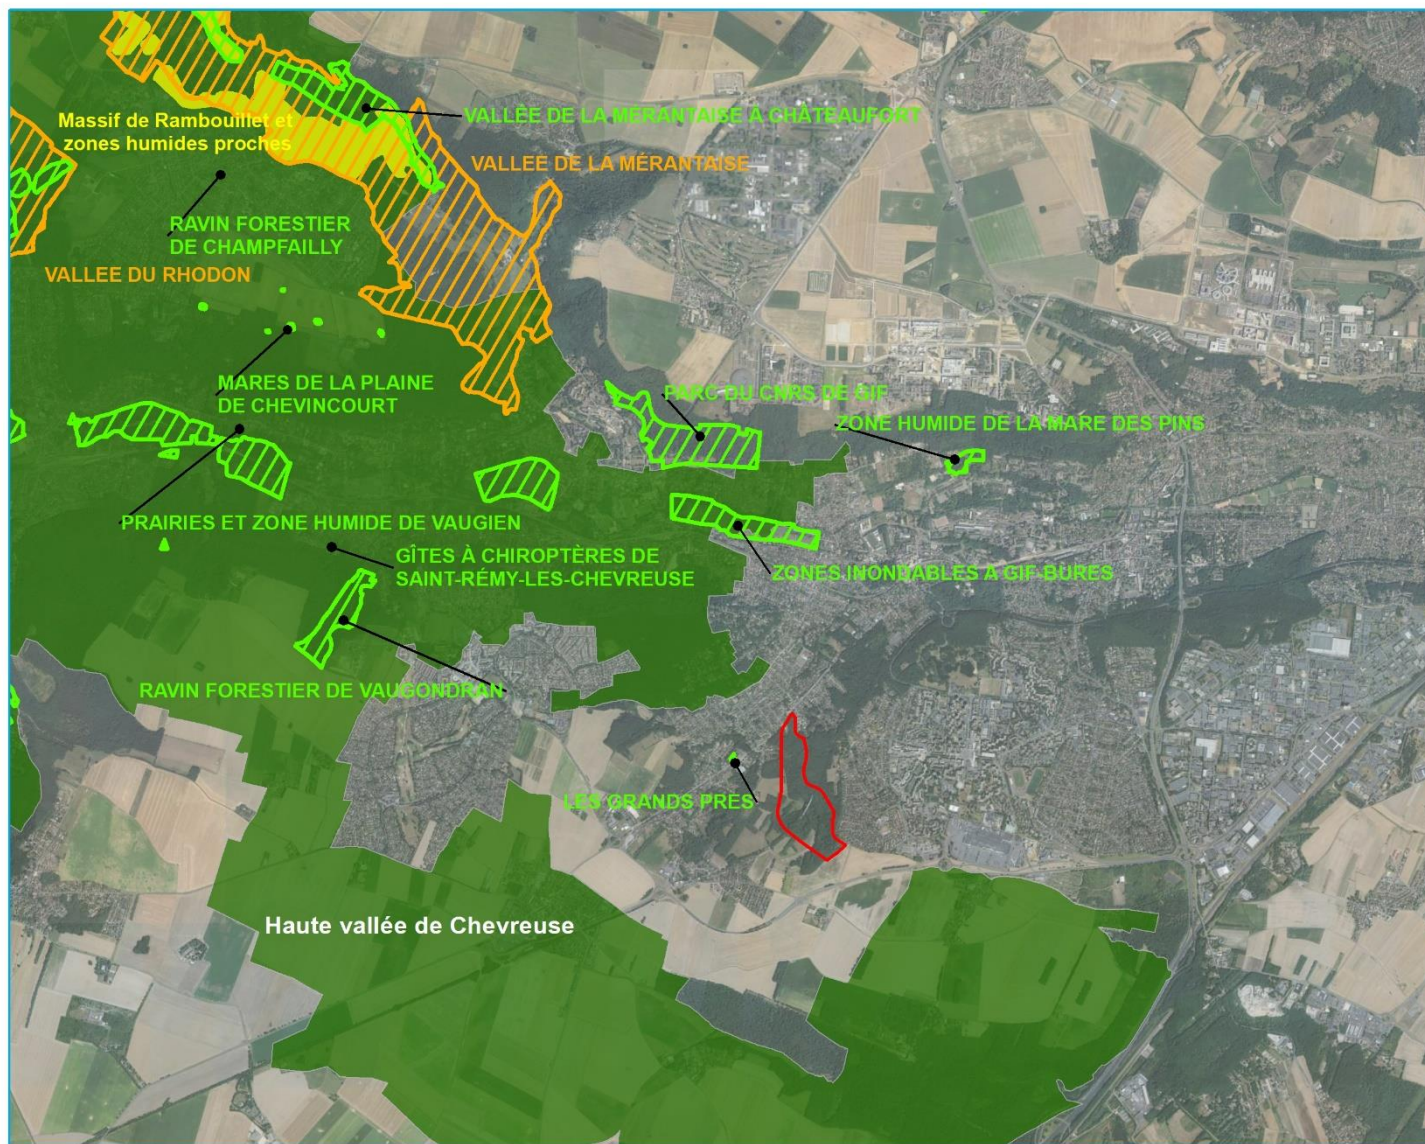 VALLÉE DE LA MÉRANTAISE À CHÂTEAUFORT
Massif de Rambouillet et
zones humides proches
VALLEE DE LA MÉRANTAISE
RAVIN FORESTIER
DE CHAMPFAILLY
VALLEE DU RHODON
MARES DE LA PLAINE
DE CHEVINCOURT
PARC DU CNRS DE GIF
ZONE HUMIDE DE LA MARE DES PINS
PRAIRIES ET ZONE HUMIDE DE VAUGIEN
GÎTES À CHIROPTÈRES DE
SAINT-RÉMY-LES-CHEVREUSE
ZONES INONDABLES A GIF-BURES
RAVIN FORESTIER DE VAUGONDRAN
LES GRANDS PRES
Haute vallée de Chevreuse